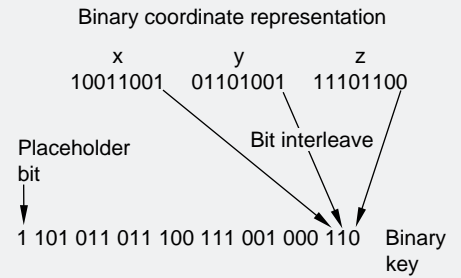 Binary coordinate representation
x y z
10011001 01101001 11101100
Bit interleave
Placeholder
bit
1 101 011 011 100 111 001 000 110 Binary
key